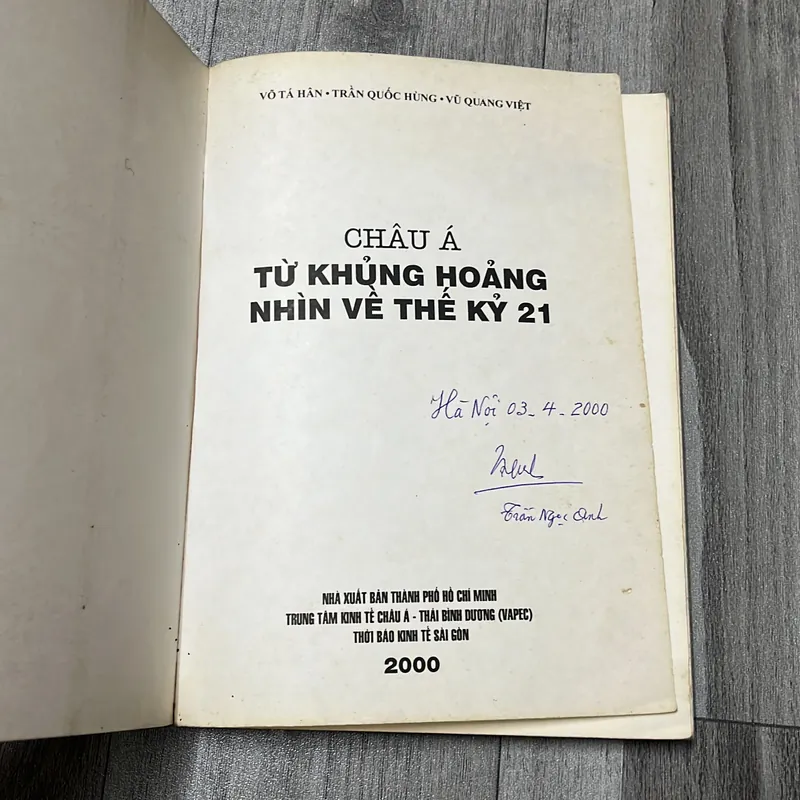 VÕ TÁ HÂN • TRẦN QUỐC HÙNG • VŨ QUANG VIỆT
CHÂU Á
TỪ KHỦNG HOẢNG
NHÌN VỀ THẾ KỶ 21
Hà Nội 03-4-2000
Trần Ngọc Oanh
NHÀ XUẤT BẢN THÀNH PHỐ HỒ CHÍ MINH
TRUNG TÂM KINH TẾ CHÂU Á - THÁI BÌNH DƯƠNG (VAPEC)
THỜI BÁO KINH TẾ SÀI GÒN
2000